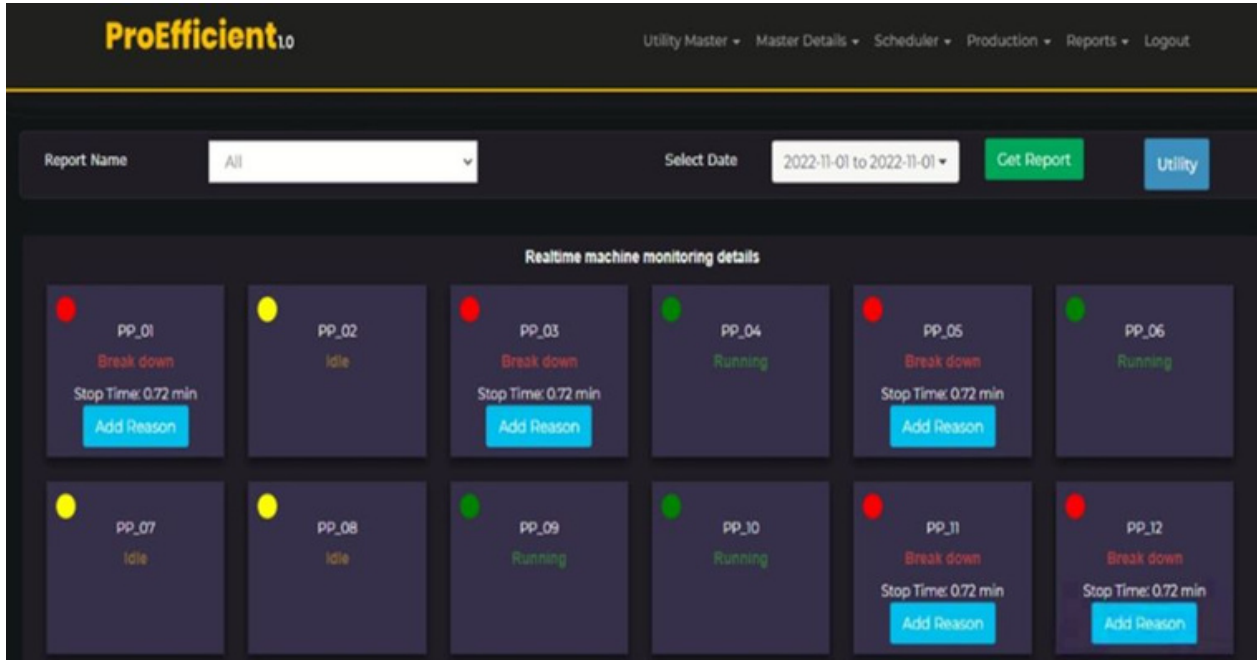 ProEfficient1.0
Utility Master Master Details Scheduler Production Reports Logout
Report Name All Select Date 2022-11-01 to 2022-11-01 Get Report Utility
Realtime machine monitoring details
PP_01 PP_02 PP_03 PP_04 PP_05 PP_06
Break down Idle Break down Running Break down Running
Stop Time: 0.72 min Stop Time: 0.72 min Stop Time: 0.72 min
Add Reason Add Reason Add Reason
PP_07 PP_08 PP_09 PP_10 PP_11 PP_12
Idle Idle Running Running Break down Break down
Stop Time: 0.72 min Stop Time: 0.72 min
Add Reason Add Reason